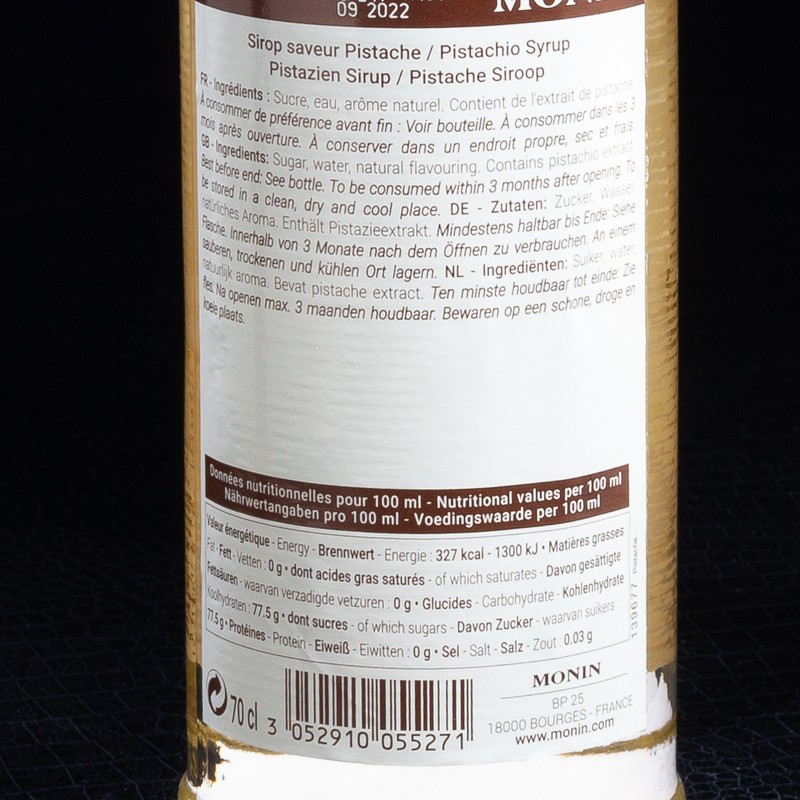 09 2022
MONIN
Sirop saveur Pistache / Pistachio Syrup
Pistazien Sirup / Pistache Siroop
FR - Ingrédients : Sucre, eau, arôme naturel. Contient de l'extrait de pistache.
À consommer de préférence avant fin : Voir bouteille. À consommer dans les 3
mois après ouverture. À conserver dans un endroit propre, sec et frais.
GB - Ingredients: Sugar, water, natural flavouring. Contains pistachio extract.
Best before end: See bottle. To be consumed within 3 months after opening. To
be stored in a clean, dry and cool place. DE - Zutaten: Zucker, Wasser,
natürliches Aroma. Enthält Pistazieextrakt. Mindestens haltbar bis Ende: Siehe
Flasche. Innerhalb von 3 Monate nach dem Öffnen zu verbrauchen. An einem
sauberen, trockenen und kühlen Ort lagern. NL - Ingrediënten: Suiker, water,
natuurlijk aroma. Bevat pistache extract. Ten minste houdbaar tot einde: Zie
fles. Na openen max. 3 maanden houdbaar. Bewaren op een schone, droge en
koele plaats.
Données nutritionnelles pour 100 ml - Nutritional values per 100 ml
Nährwertangaben pro 100 ml - Voedingswaarde per 100 ml
Valeur énergétique - Energy - Brennwert - Energie : 327 kcal - 1300 kJ • Matières grasses
Fat - Fett - Vetten : 0 g • dont acides gras saturés - of which saturates - Davon gesättigte
Fettsäuren - waarvan verzadigde vetzuren : 0 g • Glucides - Carbohydrate - Kohlenhydrate
Koolhydraten : 77.5 g • dont sucres - of which sugars - Davon Zucker - waarvan suikers
77.5 g • Protéines - Protein - Eiweiß - Eiwitten : 0 g • Sel - Salt - Salz - Zout : 0.03 g
139677 Pistache
70 cl
3 052910 055271
MONIN
BP 25
18000 BOURGES - FRANCE
www.monin.com